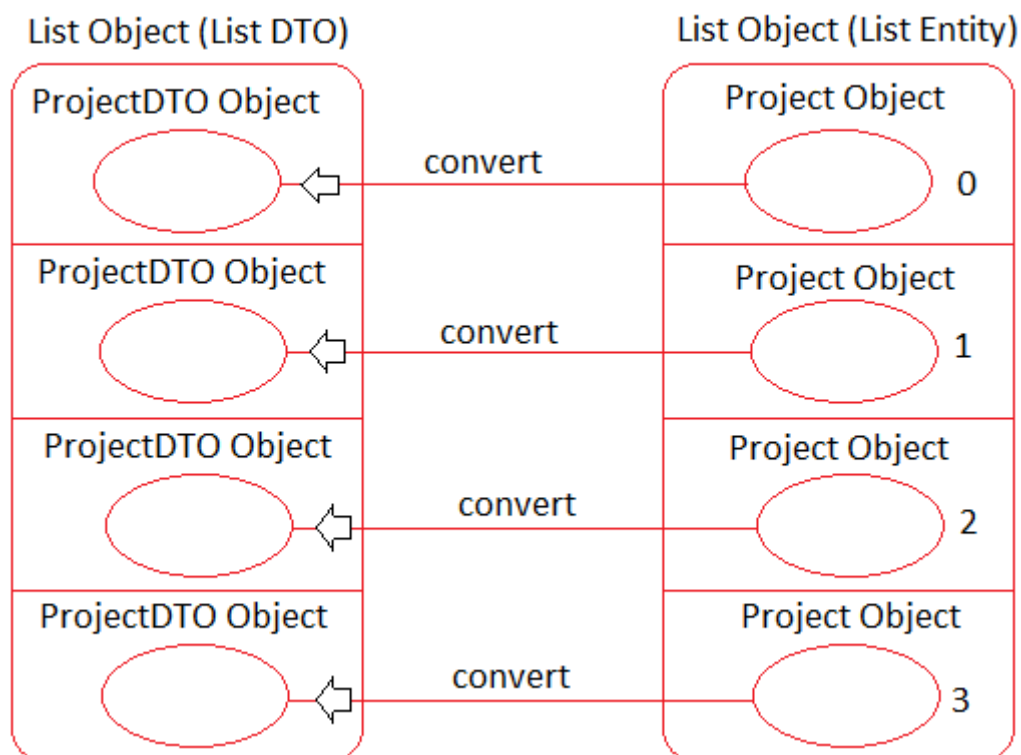 List Object (List DTO)
List Object (List Entity)
ProjectDTO Object
convert
Project Object
0
ProjectDTO Object
convert
Project Object
1
ProjectDTO Object
convert
Project Object
2
ProjectDTO Object
convert
Project Object
3